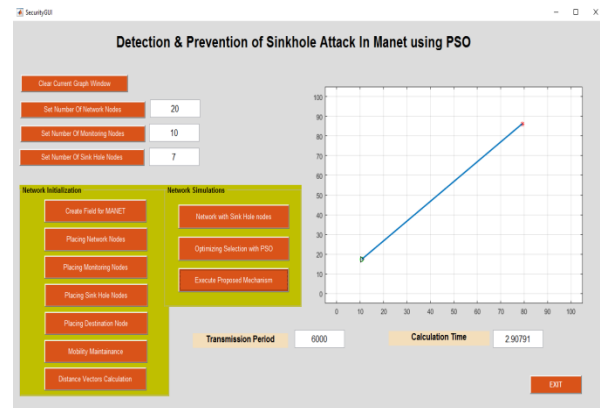 SecurityGUI
Detection & Prevention of Sinkhole Attack In Manet using PSO
Clear Current Graph Window
Set Number Of Network Nodes
20
Set Number Of Monitoring Nodes
10
Set Number Of Sink Hole Nodes
7
Network Initialization
Create Field for MANET
Placing Network Nodes
Placing Monitoring Nodes
Placing Sink Hole Nodes
Placing Destination Node
Mobility Maintainance
Distance Vectors Calculation
Network Simulations
Network with Sink Hole nodes
Optimizing Selection with PSO
Execute Proposed Mechanism
100
90
80
70
60
50
40
30
20
10
0
0 10 20 30 40 50 60 70 80 90 100
Transmission Period
6000
Calculation Time
2.90791
EXIT